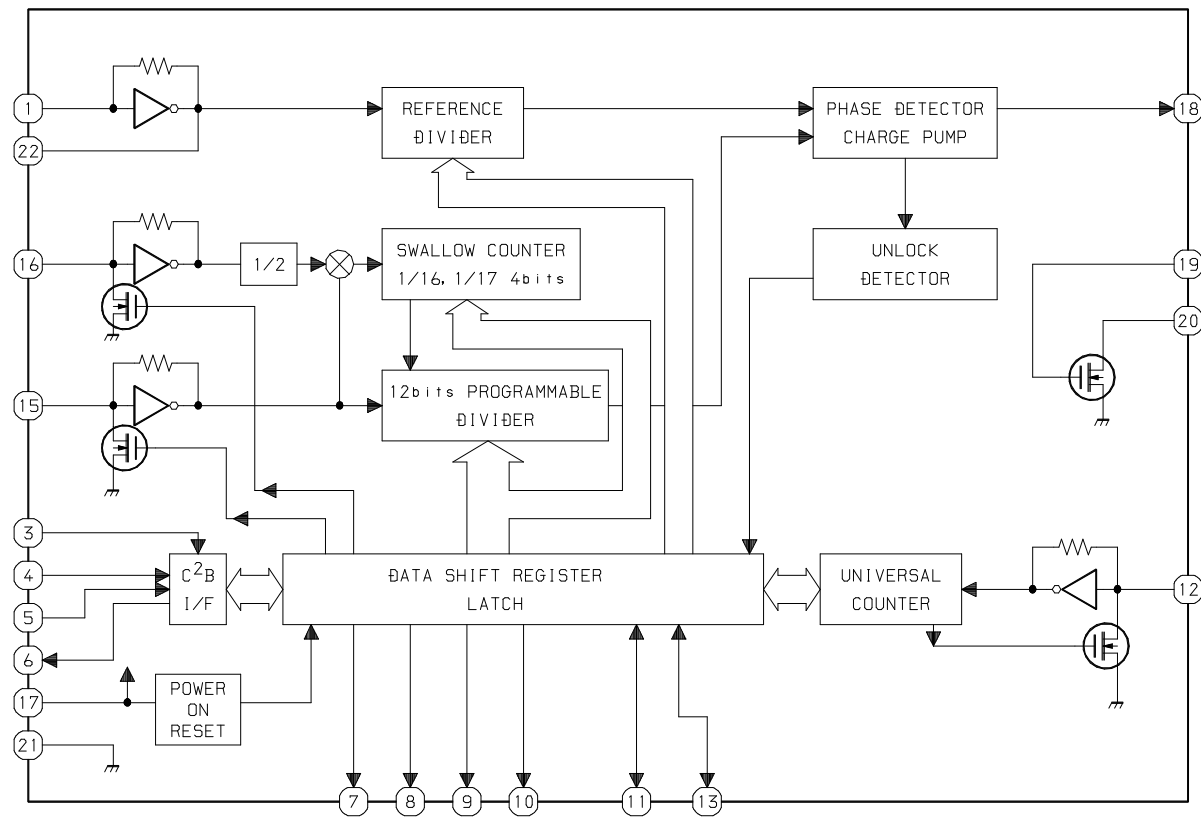 1
REFERENCE
DIVIDER
PHASE DETECTOR
CHARGE PUMP
18
22
16
1/2
SWALLOW COUNTER
1/16, 1/17 4bits
UNLOCK
DETECTOR
19
20
15
12bits PROGRAMMABLE
DIVIDER
3
4
5
6
C²B
I/F
DATA SHIFT REGISTER
LATCH
UNIVERSAL
COUNTER
12
17
POWER
ON
RESET
21
7
8
9
10
11
13